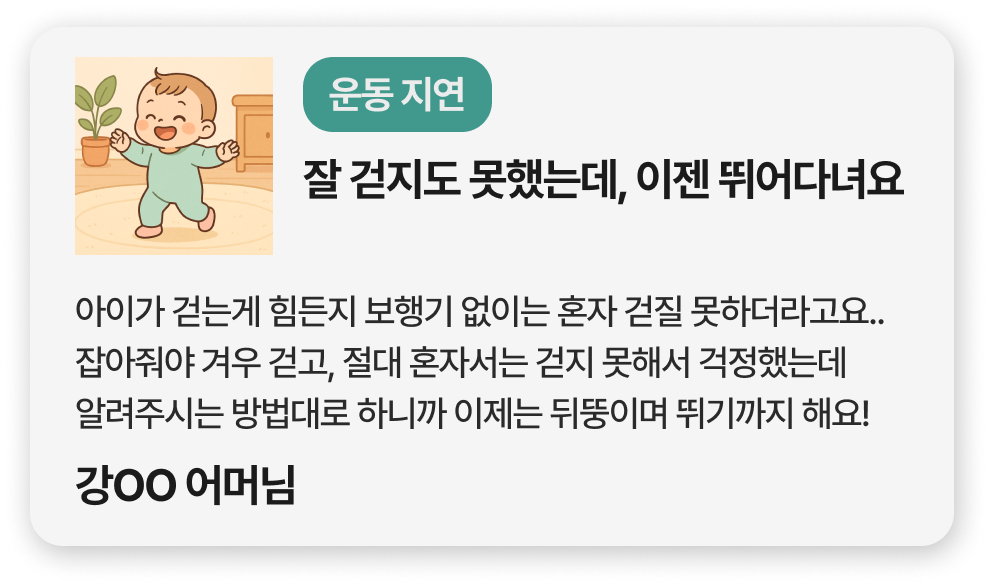 운동 지연
잘 걷지도 못했는데, 이젠 뛰어다녀요
아이가 걷는게 힘든지 보행기 없이는 혼자 걷질 못하더라고요..
잡아줘야 겨우 걷고, 절대 혼자서는 걷지 못해서 걱정했는데
알려주시는 방법대로 하니까 이제는 뒤뚱이며 뛰기까지 해요!
강OO 어머님